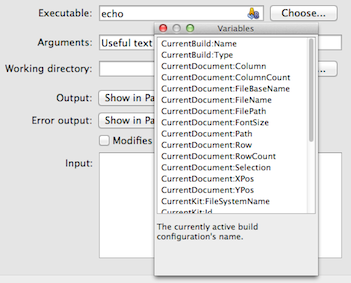 Executable: echo Choose...
Variables
Arguments: Useful text
Working directory: ...
Output: Show in Pa
Error output: Show in Pa
Modifies
Input:
CurrentBuild:Name
CurrentBuild:Type
CurrentDocument:Column
CurrentDocument:ColumnCount
CurrentDocument:FileBaseName
CurrentDocument:FileName
CurrentDocument:FilePath
CurrentDocument:FontSize
CurrentDocument:Path
CurrentDocument:Row
CurrentDocument:RowCount
CurrentDocument:Selection
CurrentDocument:XPos
CurrentDocument:YPos
CurrentKit:FileSystemName
CurrentKit:Id
The currently active build
configuration's name.